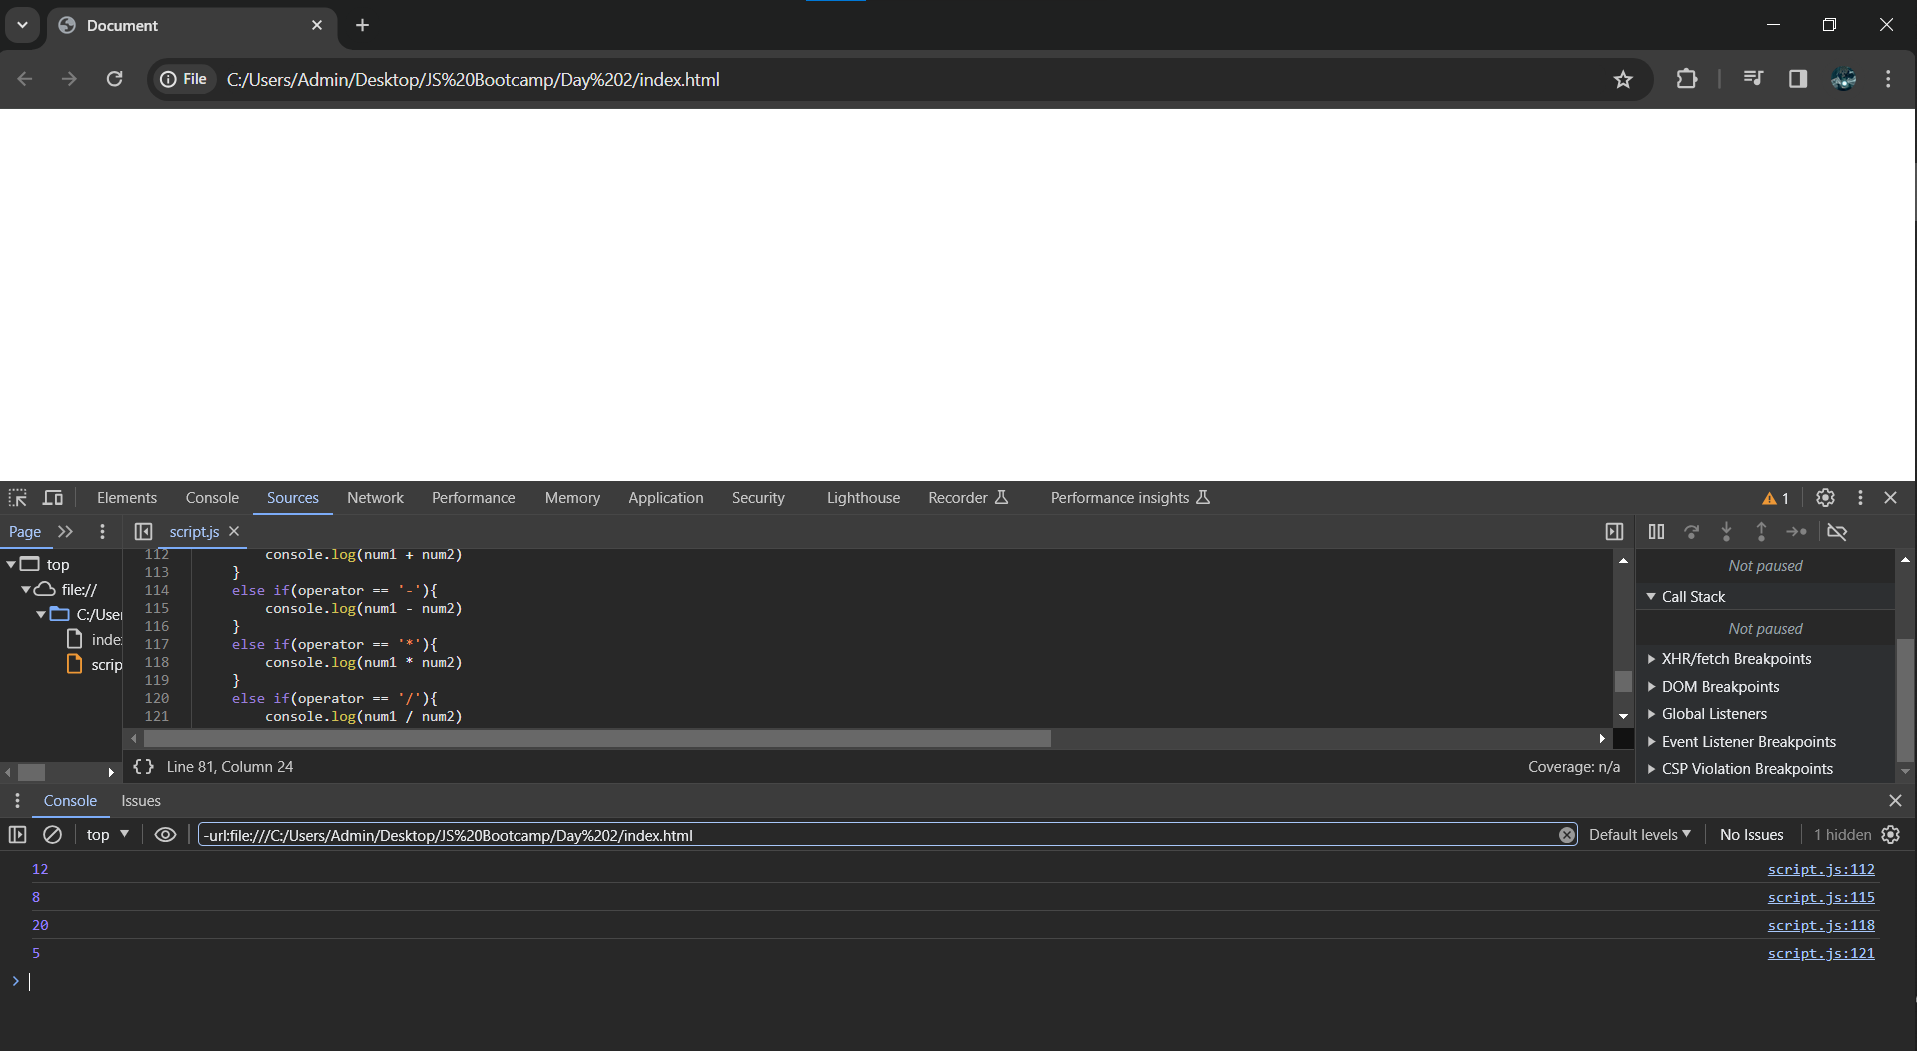 Document
File
C:/Users/Admin/Desktop/JS%20Bootcamp/Day%202/index.html
Elements Console Sources Network Performance Memory Application Security Lighthouse Recorder Performance insights 1
Page
script.js
top
file://
C:/User
index
scrip
112 console.log(num1 + num2)
113 }
114 else if(operator == '-'){
115 console.log(num1 - num2)
116 }
117 else if(operator == '*'){
118 console.log(num1 * num2)
119 }
120 else if(operator == '/'){
121 console.log(num1 / num2)
{} Line 81, Column 24
Coverage: n/a
Not paused
Call Stack
Not paused
XHR/fetch Breakpoints
DOM Breakpoints
Global Listeners
Event Listener Breakpoints
CSP Violation Breakpoints
Console Issues
top
-url:file:///C:/Users/Admin/Desktop/JS%20Bootcamp/Day%202/index.html
Default levels No Issues 1 hidden
12 script.js:112
8 script.js:115
20 script.js:118
5 script.js:121